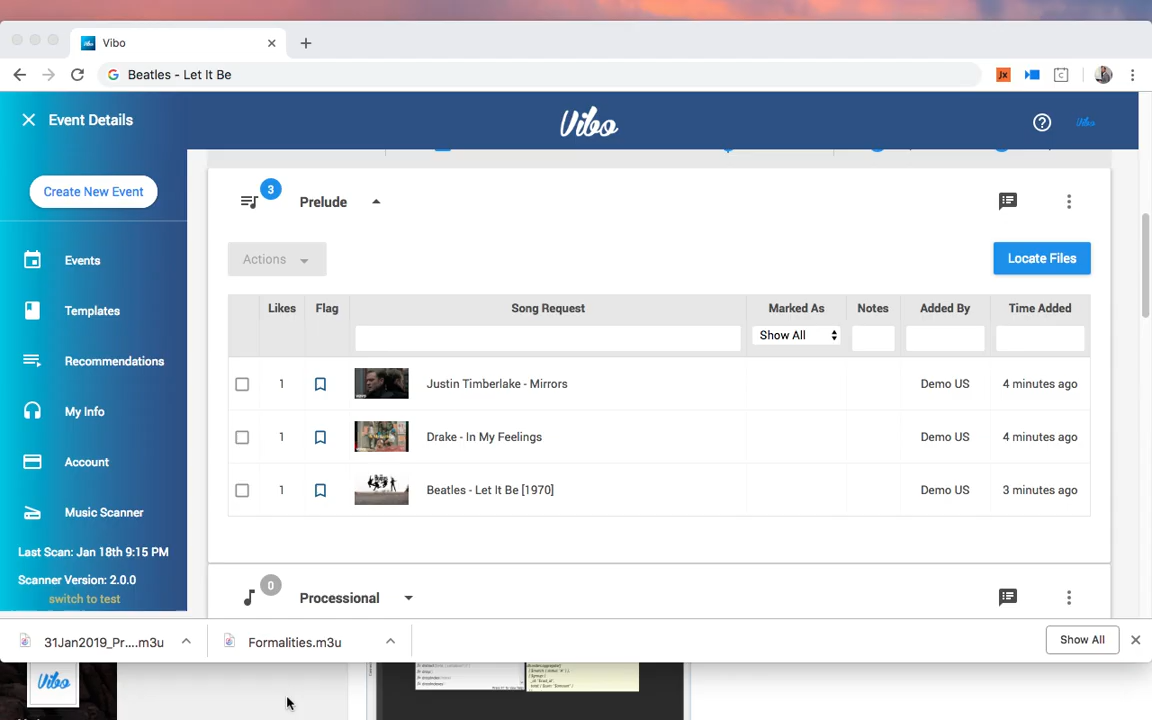 Vibo
Beatles - Let It Be
JX
C
Event Details
Vibo
Vibo
Create New Event
Events
Templates
Recommendations
My Info
Account
Music Scanner
Last Scan: Jan 18th 9:15 PM
Scanner Version: 2.0.0
switch to test
3
Prelude
Actions
Locate Files
Likes
Flag
Song Request
Marked As
Notes
Added By
Time Added
Show All
1
Justin Timberlake - Mirrors
Demo US
4 minutes ago
1
Drake - In My Feelings
Demo US
4 minutes ago
1
Beatles - Let It Be [1970]
Demo US
3 minutes ago
0
Processional
31Jan2019_Pr....m3u
Formalities.m3u
Show All
Vibo